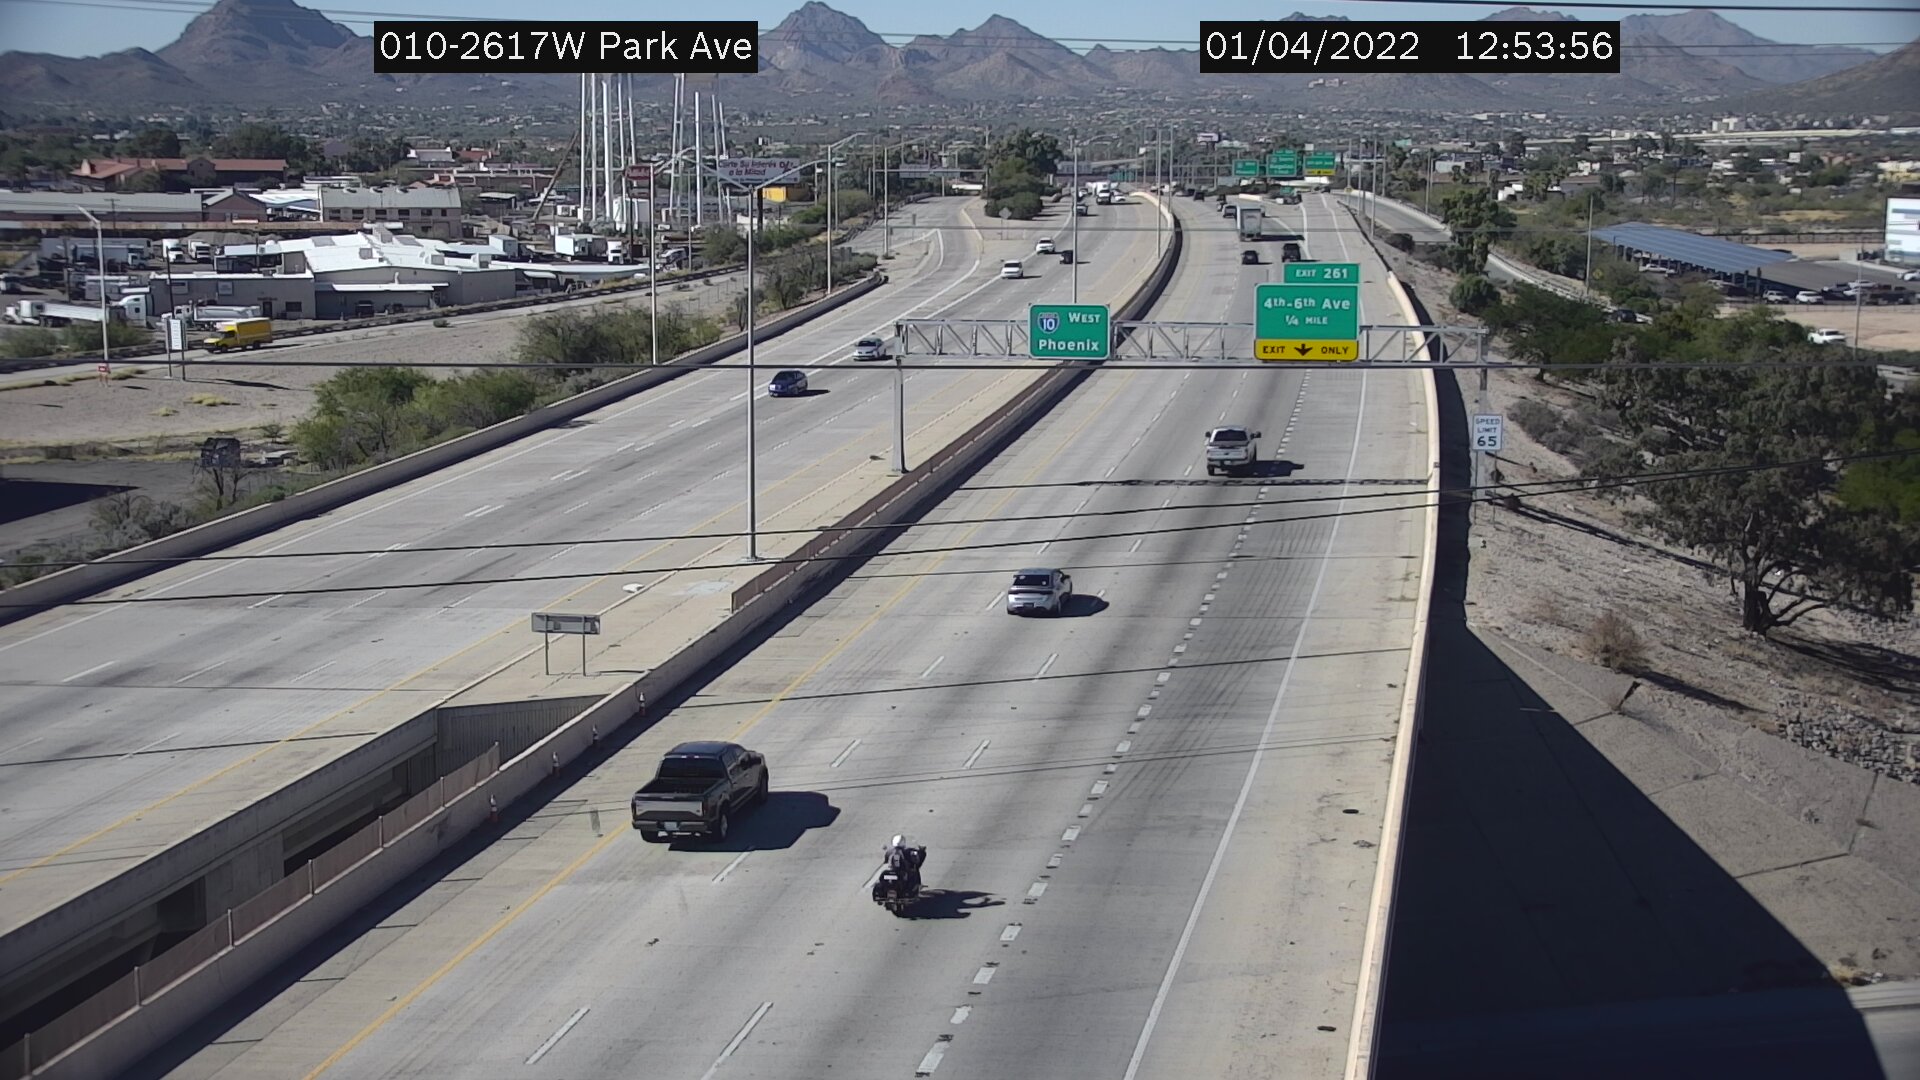 010-2617W Park Ave
01/04/2022 12:53:56
EXIT 261
4th-6th Ave
1/4 MILE
EXIT ONLY
10
WEST
Phoenix
SPEED
LIMIT
65